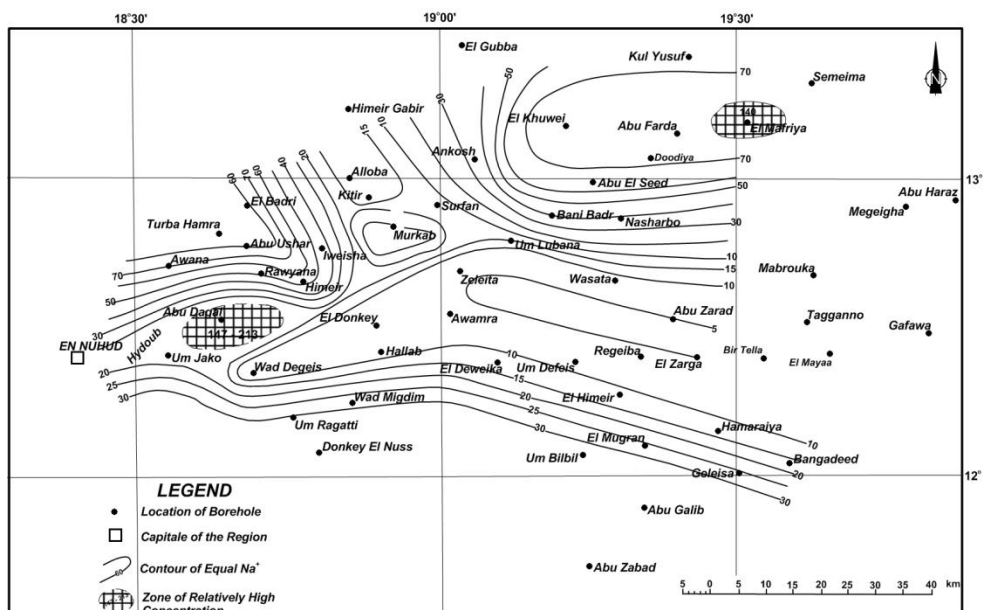 18°30' 19°00' 19°30'
El Gubba
Kul Yusuf
70
Semeima
N
50
30
Himeir Gabir
10
15
El Khuwei
140
El Mafriya
Abu Farda
Ankosh
Doodiya
70
20
40
60
70
60
Alloba
13°
Abu El Seed
50
Kitir
Abu Haraz
El Badri
Surfan
Megeigha
Bani Badr
Nasharbo
30
Turba Hamra
Murkab
Abu Ushar
Iweisha
Um Lubana
10
Awana
15
70
Rawyana
Zeleita
Wasata
Mabrouka
Himeir
10
50
Abu Dagal
El Donkey
Awamra
Abu Zarad
Tagganno
30
147 213
5
Gafawa
EN NUHUD
Hydoub
Um Jako
Hallab
10
Regeiba
Bir Tella
El Mayaa
El Zarga
El Deweika
Um Defeis
20
Wad Degeis
15
25
20
El Himeir
30
Wad Migdim
25
Um Ragatti
30
Hamaraiya
El Mugran
10
Donkey El Nuss
Um Bilbil
Bangadeed
12°
Geleisa
20
30
LEGEND
Location of Borehole
Abu Galib
Capitale of the Region
60
Contour of Equal Na+
Abu Zabad
Zone of Relatively High
Concentration
5 0 5 10 15 20 25 30 35 40 km